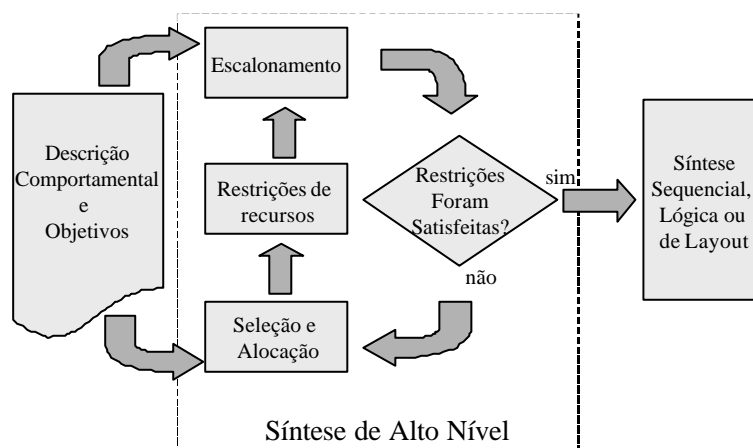 Descrição
Comportamental
e
Objetivos
Escalonamento
Restrições de
recursos
Seleção e
Alocação
Restrições
Foram
Satisfeitas?
sim
não
Síntese
Sequencial,
Lógica ou
de Layout
Síntese de Alto Nível